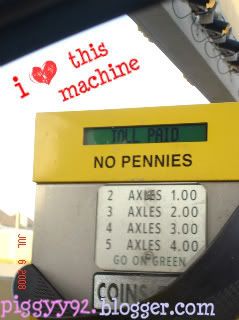 i ♥ this
machine
TOLL PAID
NO PENNIES
2 AXLES 1.00
3 AXLES 2.00
4 AXLES 3.00
5 AXLES 4.00
GO ON GREEN
COINS
JUL 6 2008
piggyy92.blogger.com